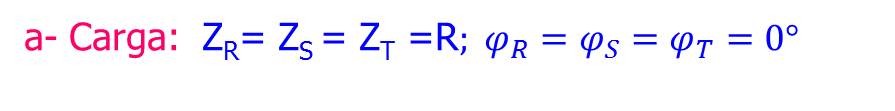 a- Carga: Z_R= Z_S = Z_T =R; φ_R = φ_S = φ_T = 0°